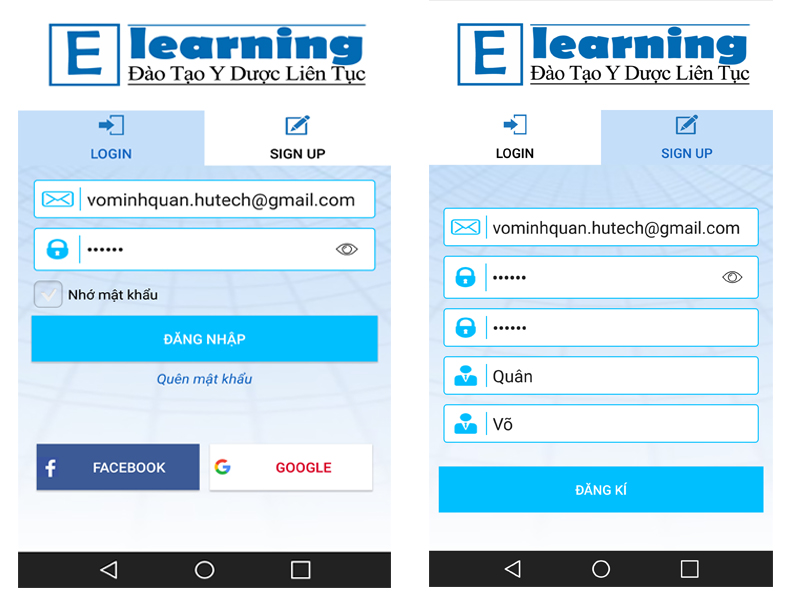 E learning
Đào Tạo Y Dược Liên Tục
LOGIN
SIGN UP
vominhquan.hutech@gmail.com
••••••
Nhớ mật khẩu
ĐĂNG NHẬP
Quên mật khẩu
f FACEBOOK
G GOOGLE
E learning
Đào Tạo Y Dược Liên Tục
LOGIN
SIGN UP
vominhquan.hutech@gmail.com
••••••
••••••
Quân
Võ
ĐĂNG KÍ